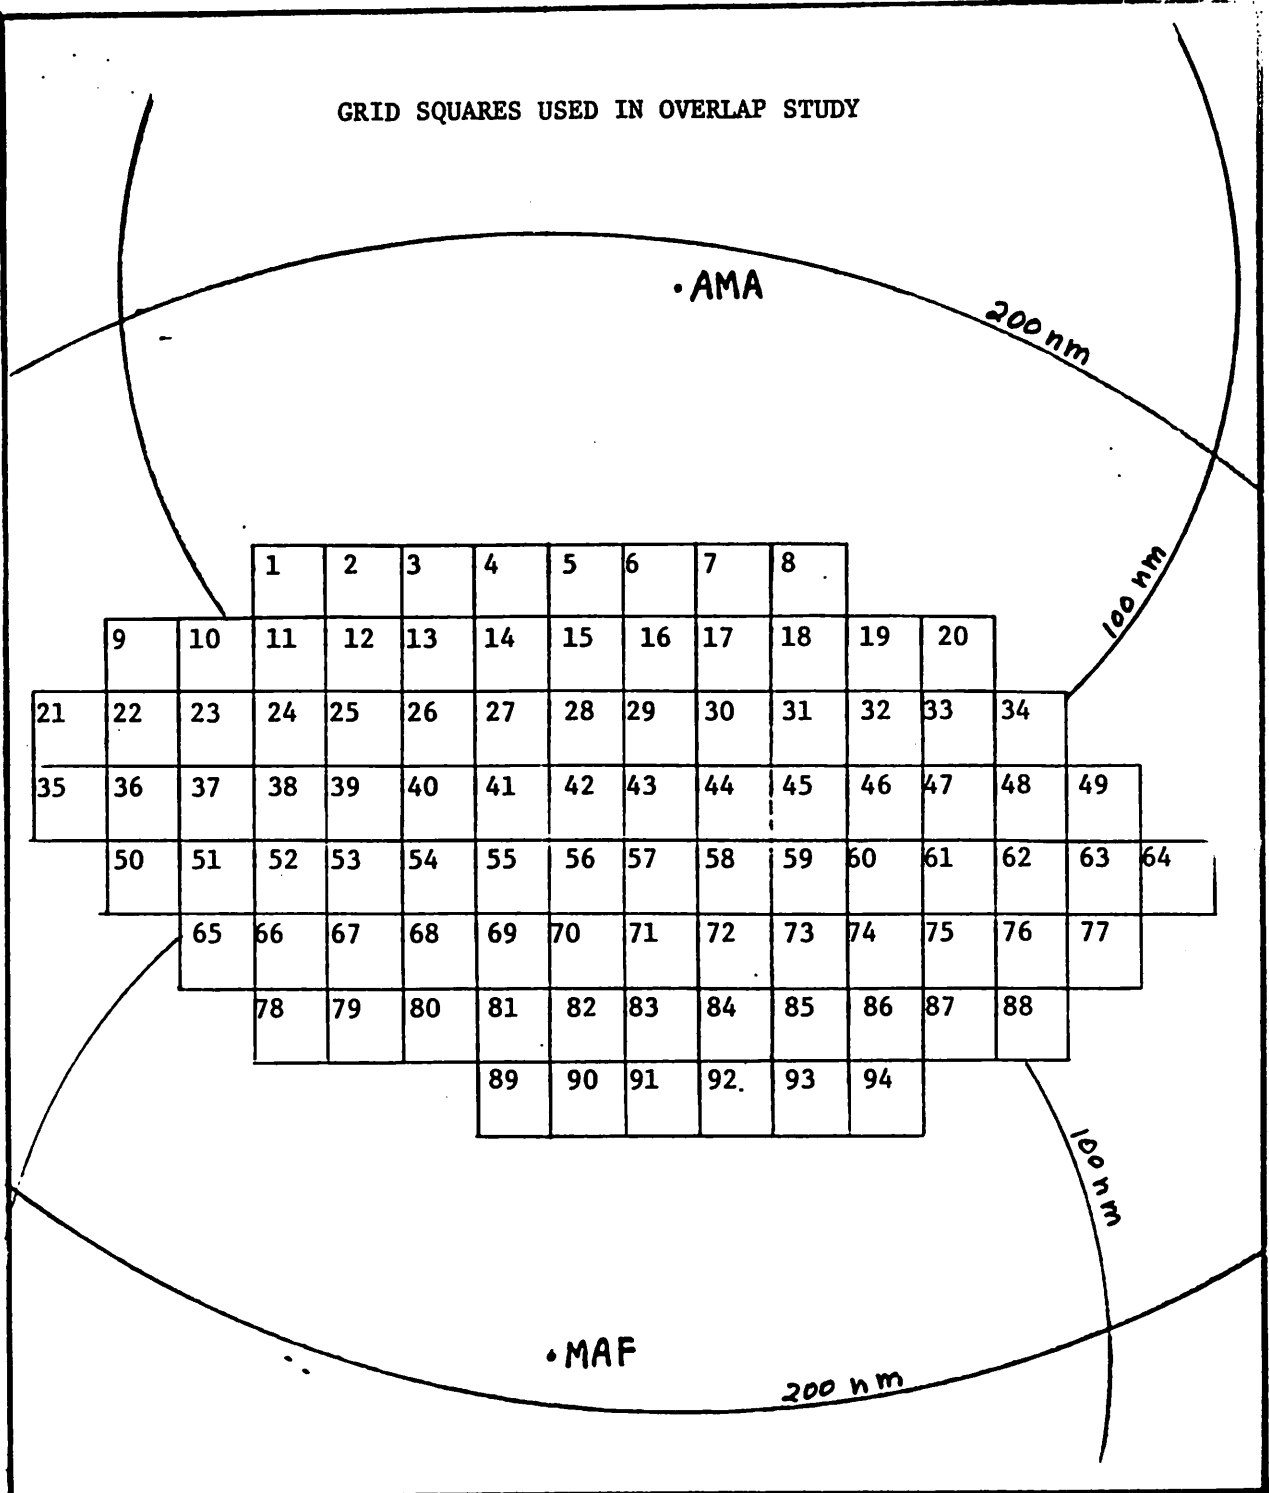 GRID SQUARES USED IN OVERLAP STUDY
AMA
200 nm
100 nm
1 2 3 4 5 6 7 8
9 10 11 12 13 14 15 16 17 18 19 20
21 22 23 24 25 26 27 28 29 30 31 32 33 34
35 36 37 38 39 40 41 42 43 44 45 46 47 48 49
50 51 52 53 54 55 56 57 58 59 60 61 62 63 64
65 66 67 68 69 70 71 72 73 74 75 76 77
78 79 80 81 82 83 84 85 86 87 88
89 90 91 92 93 94
100 nm
MAF
200 nm